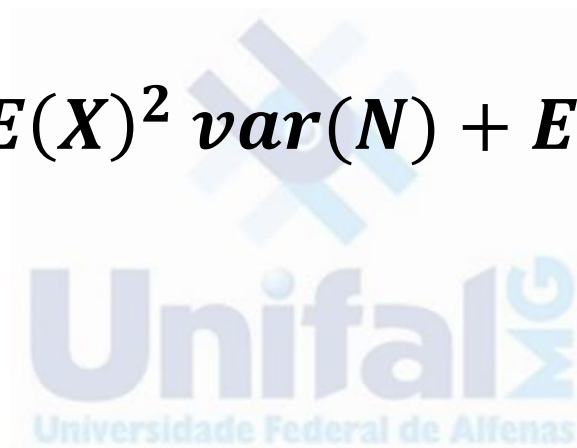 E(X)² var(N) + E
Unifal MG
Universidade Federal de Alfenas